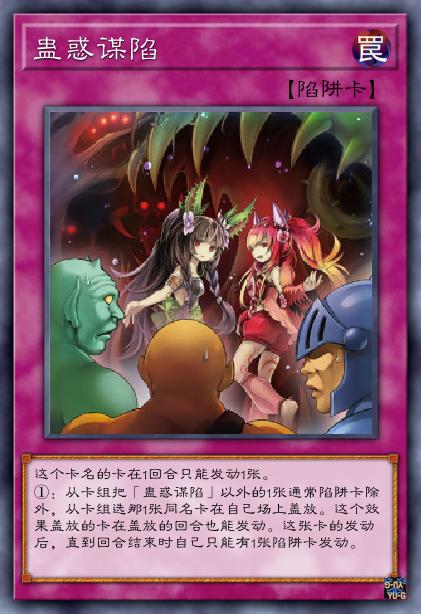 蛊惑谋陷
罠
【陷阱卡】
这个卡名的卡在1回合只能发动1张。
①：从卡组把「蛊惑谋陷」以外的1张通常陷阱卡除
外，从卡组选那1张同名卡在自己场上盖放。这个效
果盖放的卡在盖放的回合也能发动。这张卡的发动
后，直到回合结束时自己只能有1张陷阱卡发动。
YU-G